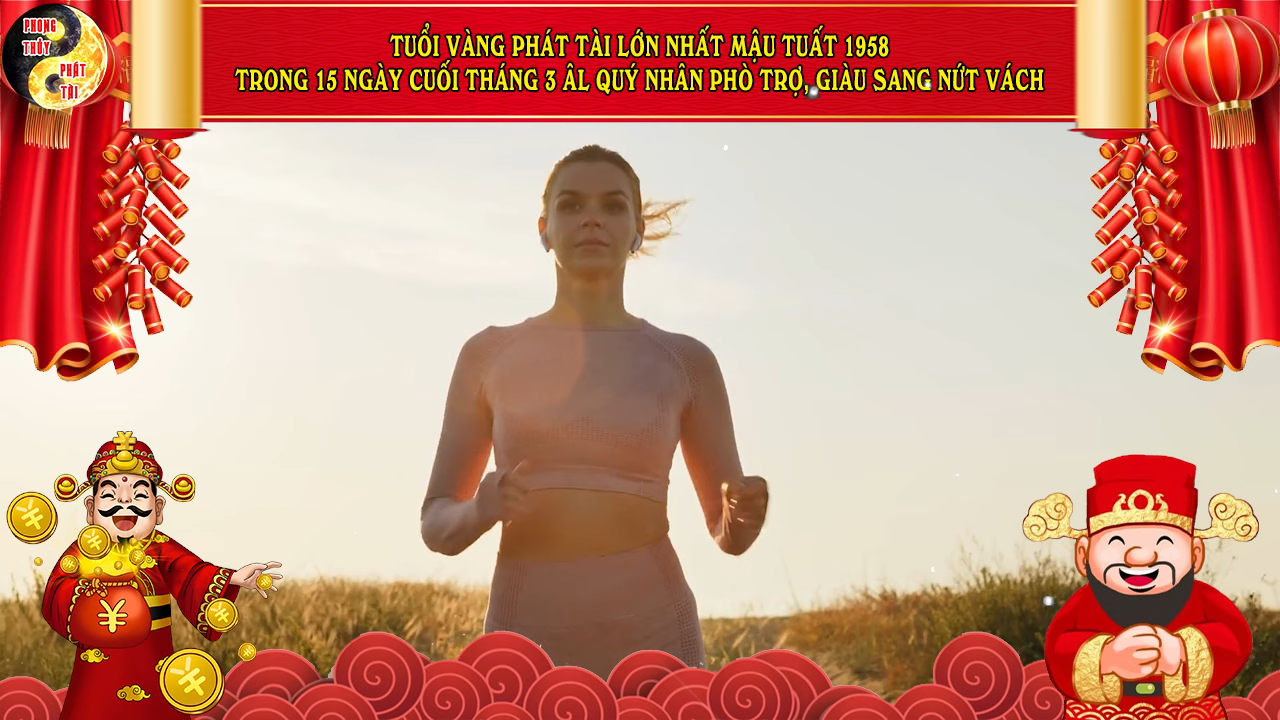 PHONG
THỦY
PHÁT
TÀI
TUỔI VÀNG PHÁT TÀI LỚN NHẤT MẬU TUẤT 1958
TRONG 15 NGÀY CUỐI THÁNG 3 ÂL QUÝ NHÂN PHÒ TRỢ, GIÀU SANG NỨT VÁCH